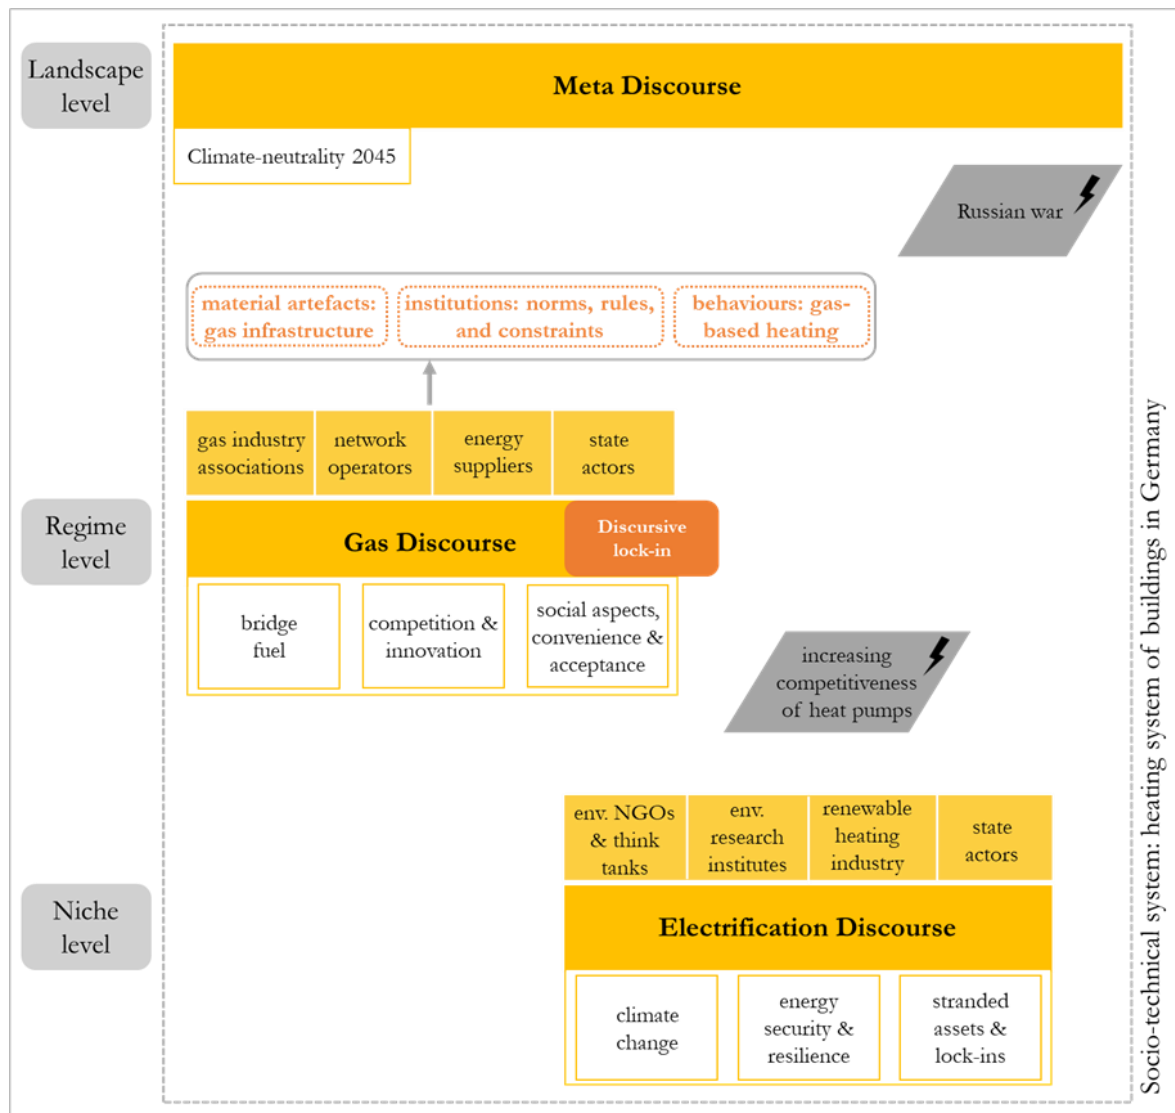 Landscape
level
Meta Discourse
Climate-neutrality 2045
Russian war
material artefacts:
gas infrastructure
institutions: norms, rules,
and constraints
behaviours: gas-
based heating
gas industry
associations
network
operators
energy
suppliers
state
actors
Regime
level
Gas Discourse
Discursive
lock-in
bridge
fuel
competition &
innovation
social aspects,
convenience &
acceptance
increasing
competitiveness
of heat pumps
env. NGOs
& think
tanks
env.
research
institutes
renewable
heating
industry
state
actors
Niche
level
Electrification Discourse
climate
change
energy
security &
resilience
stranded
assets &
lock-ins
Socio-technical system: heating system of buildings in Germany